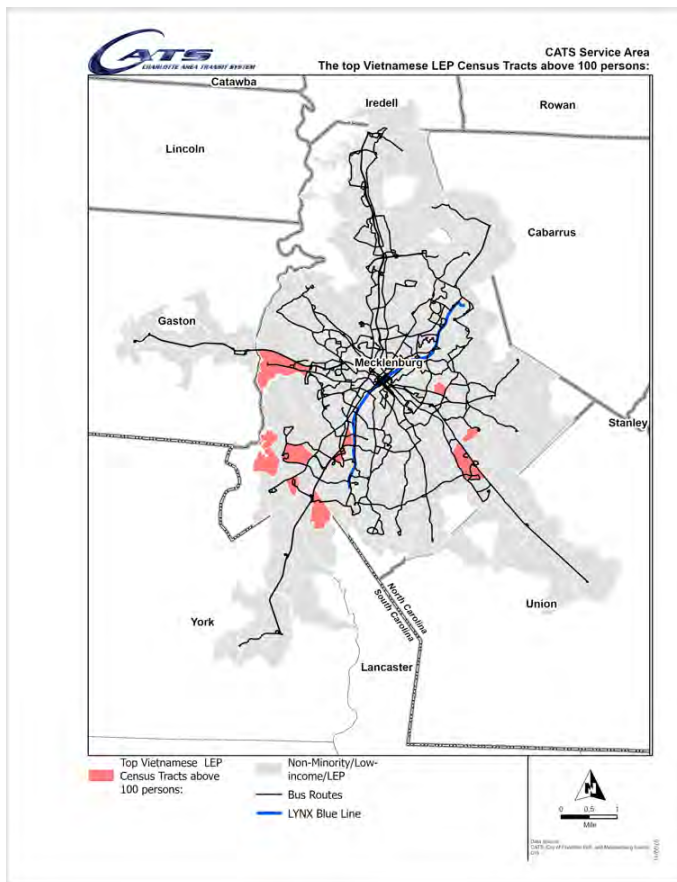 CATS
CHARLOTTE AREA TRANSIT SYSTEM
CATS Service Area
The top Vietnamese LEP Census Tracts above 100 persons:
Catawba
Iredell
Rowan
Lincoln
Cabarrus
Gaston
Mecklenburg
Stanley
North Carolina
South Carolina
Union
York
Lancaster
Top Vietnamese LEP
Census Tracts above
100 persons:
Non-Minority/Low-
income/LEP
Bus Routes
LYNX Blue Line
N
0 0.5 1
Mile